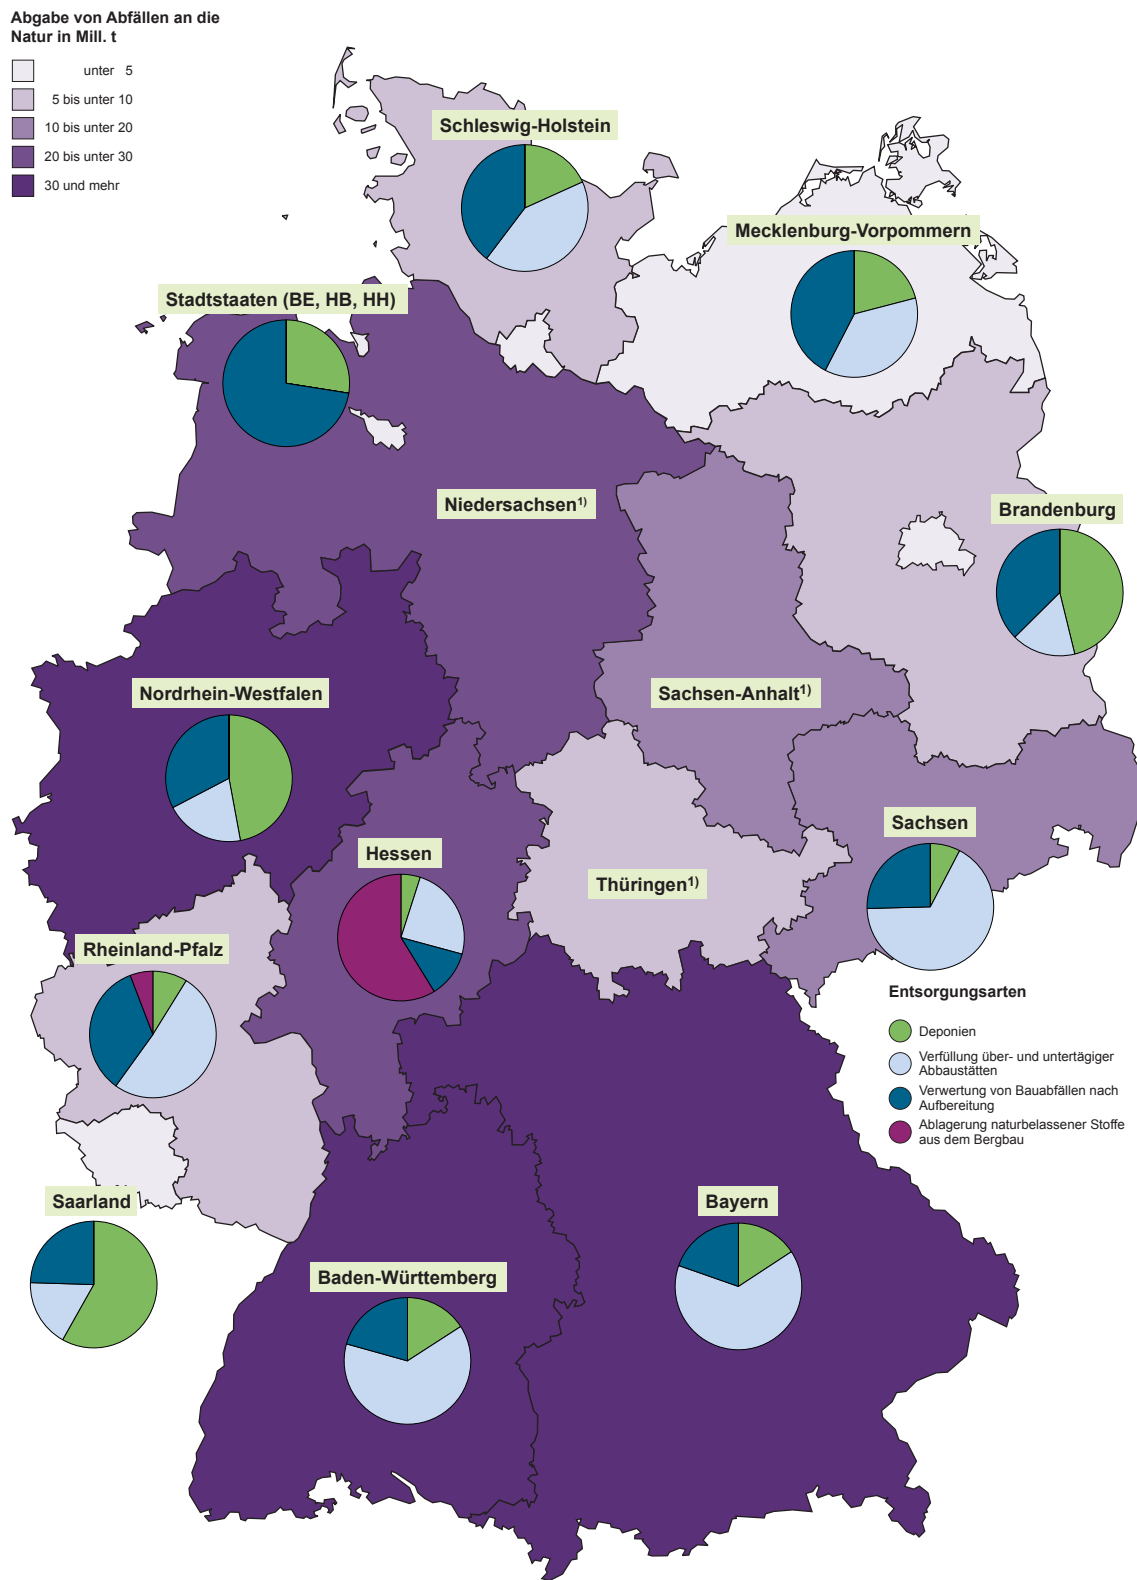 Abgabe von Abfällen an die
Natur in Mill. t
unter 5
5 bis unter 10
10 bis unter 20
20 bis unter 30
30 und mehr
Schleswig-Holstein
Mecklenburg-Vorpommern
Stadtstaaten (BE, HB, HH)
Niedersachsen¹⁾
Brandenburg
Nordrhein-Westfalen
Sachsen-Anhalt¹⁾
Sachsen
Hessen
Thüringen¹⁾
Rheinland-Pfalz
Entsorgungsarten
Deponien
Verfüllung über- und untertägiger
Abbaustätten
Verwertung von Bauabfällen nach
Aufbereitung
Ablagerung naturbelassener Stoffe
aus dem Bergbau
Saarland
Bayern
Baden-Württemberg